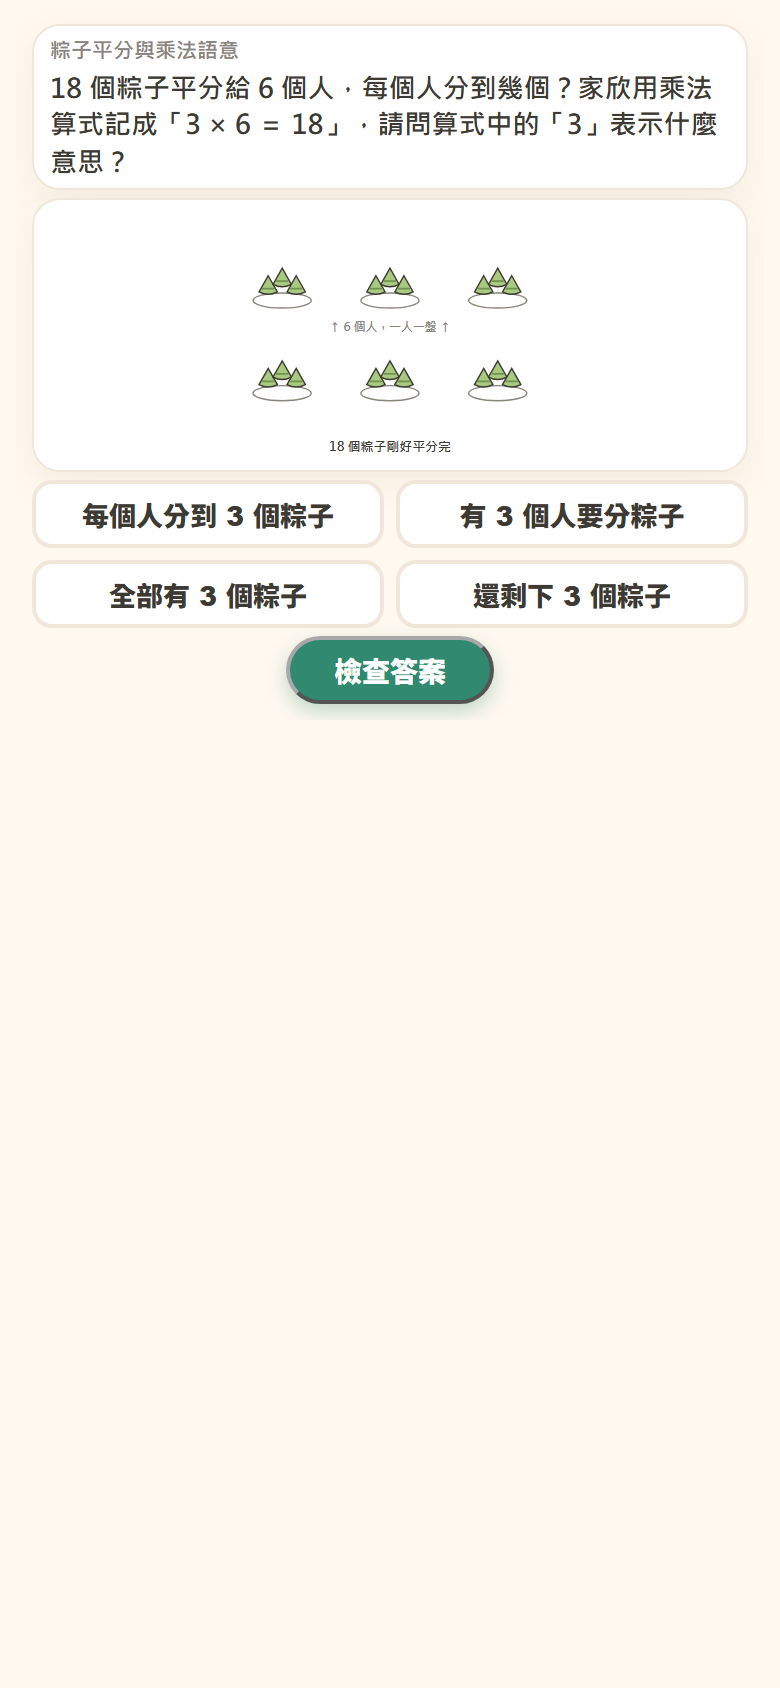 粽子平分與乘法語意
18 個粽子平分給 6 個人，每個人分到幾個？家欣用乘法
算式記成「3 × 6 = 18」，請問算式中的「3」表示什麼
意思？
↑ 6 個人，一人一盤 ↑
18 個粽子剛好平分完
每個人分到 3 個粽子
有 3 個人要分粽子
全部有 3 個粽子
還剩下 3 個粽子
檢查答案